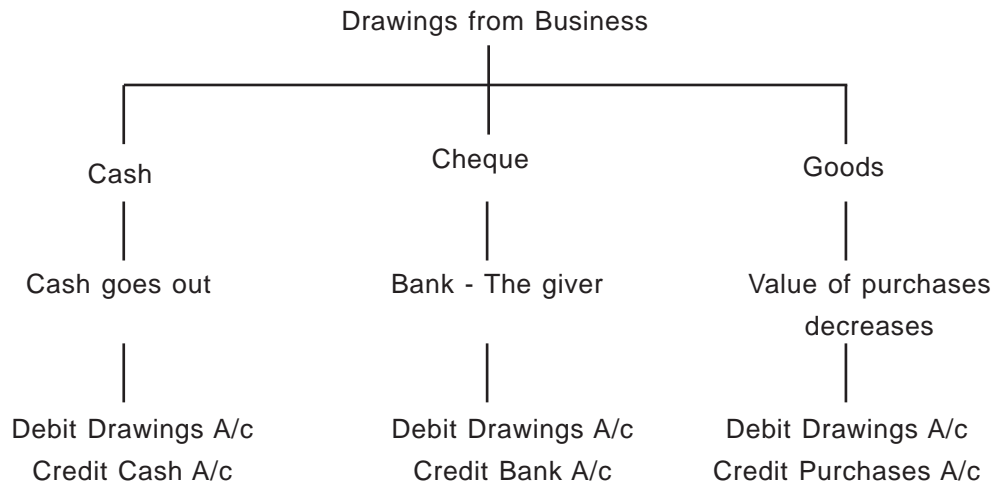 Drawings from Business
Cash
Cheque
Goods
Cash goes out
Bank - The giver
Value of purchases
decreases
Debit Drawings A/c
Credit Cash A/c
Debit Drawings A/c
Credit Bank A/c
Debit Drawings A/c
Credit Purchases A/c